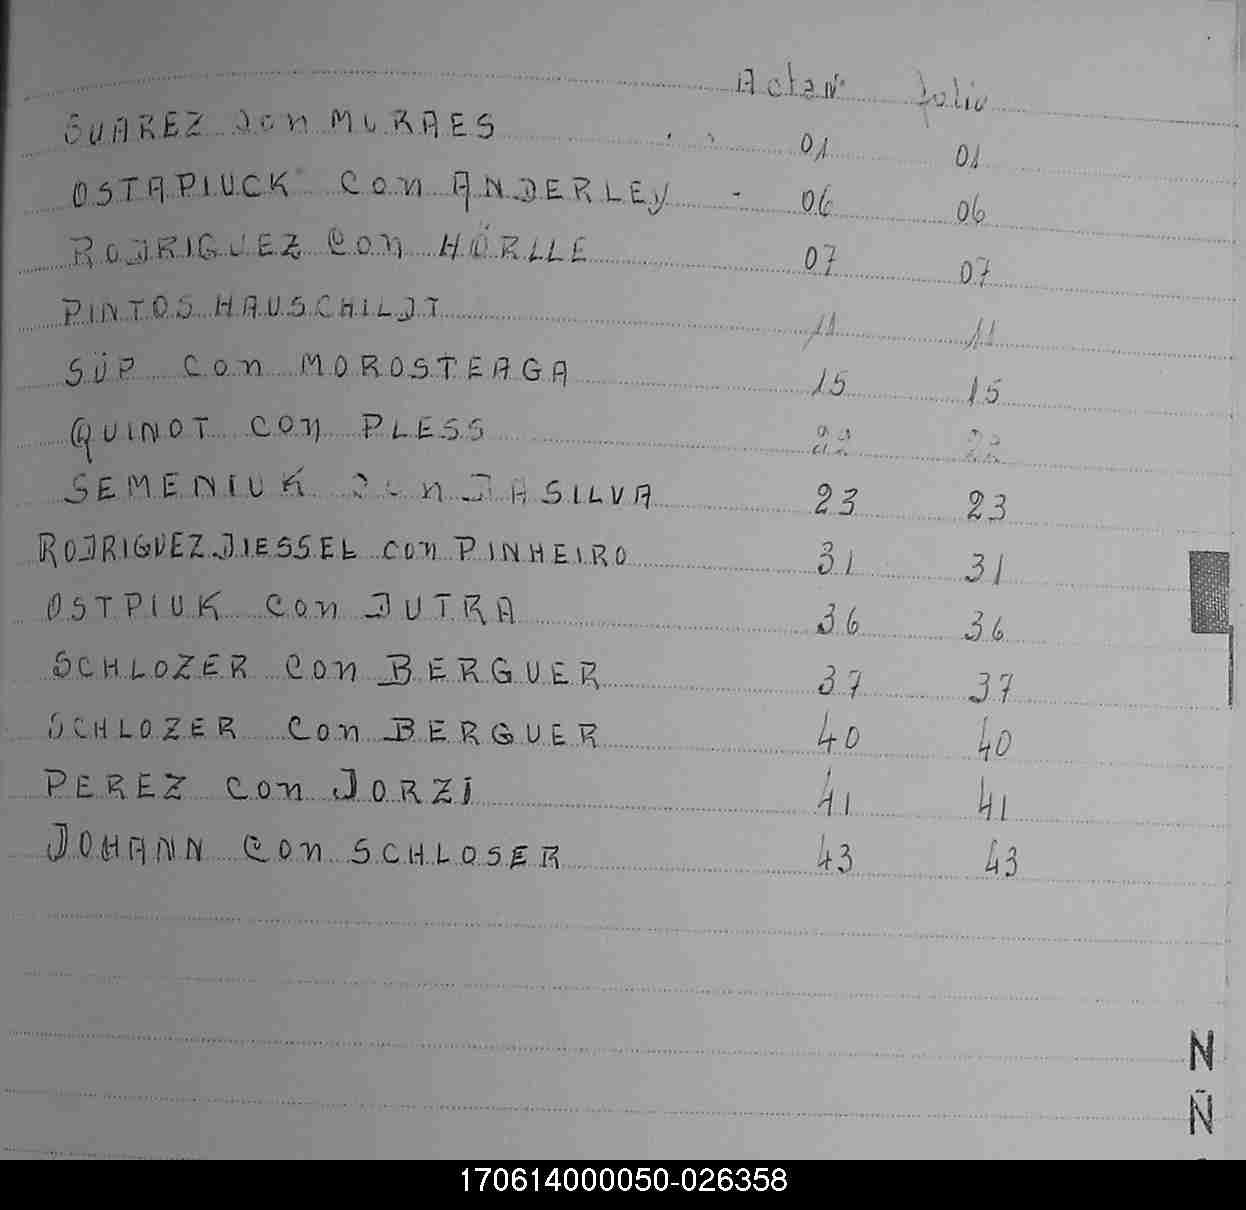 Acta Nº folio
SUAREZ con MORAES 01 01
OSTAPIUCK con ANDERLEY - 06 06
RODRIGUEZ con HÖRLLE 07 07
PINTOS HAUSCHILDT 11 11
SÜP con MOROSTEAGA 15 15
QUINOT con PLESS 22 22
SEMENIUK con DA SILVA 23 23
RODRIGUEZ DIESSEL con PINHEIRO 31 31
OSTPIUK con DUTRA 36 36
SCHLOZER con BERGUER 37 37
SCHLOZER con BERGUER 40 40
PEREZ con JORZI 41 41
JOHANN con SCHLOSER 43 43
N
Ñ
170614000050-026358